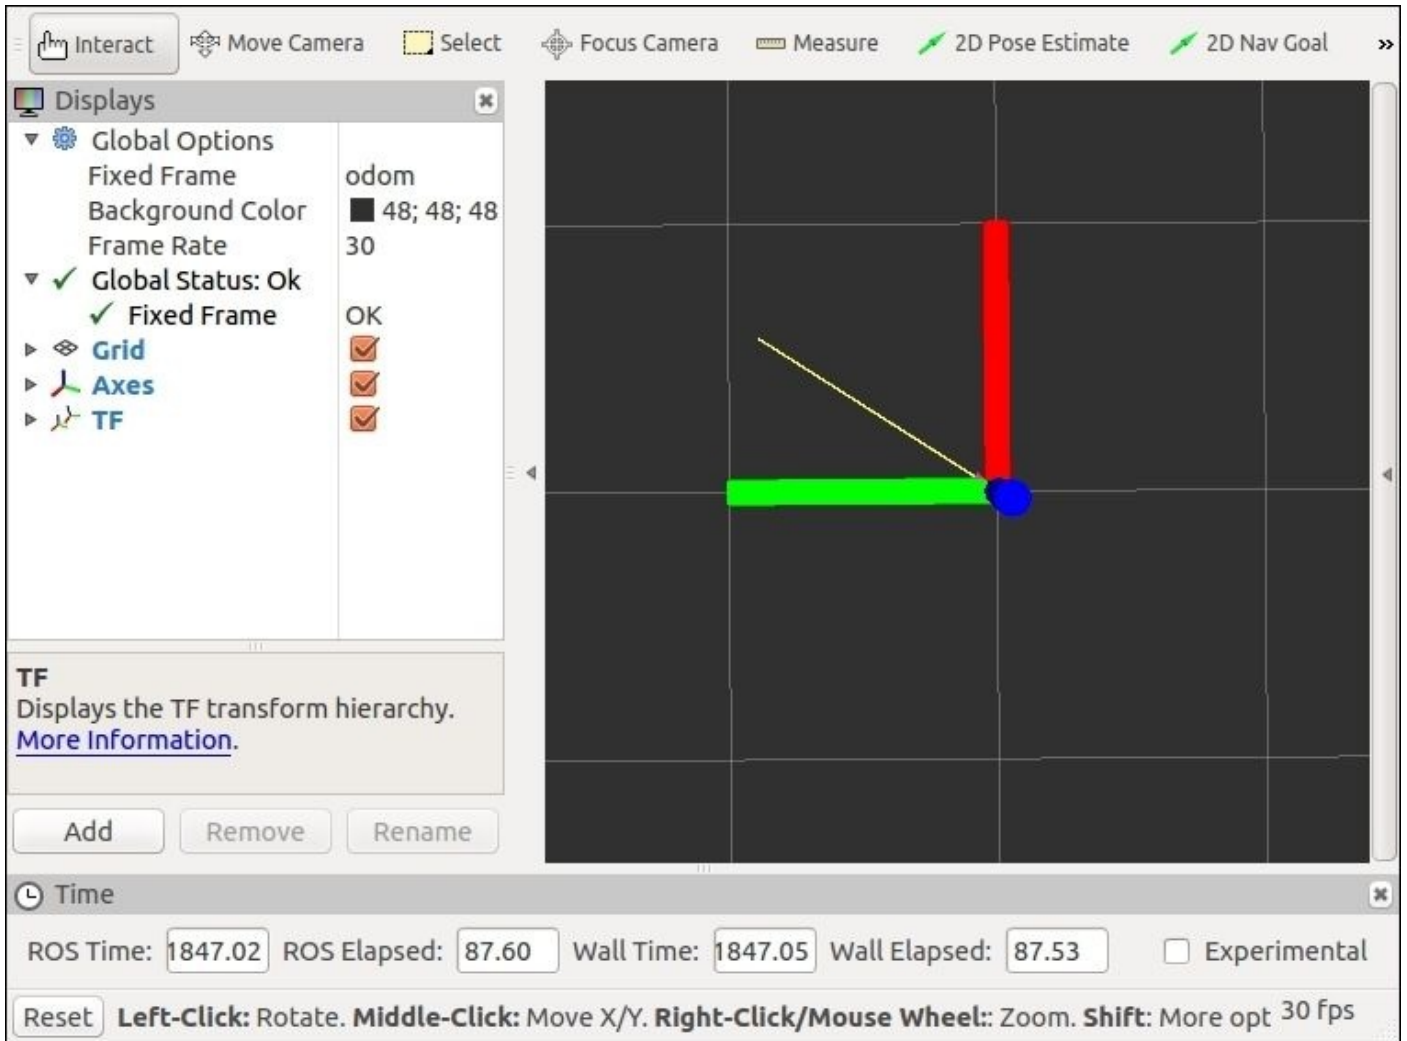 Interact Move Camera Select Focus Camera Measure 2D Pose Estimate 2D Nav Goal »
Displays
Global Options
Fixed Frame odom
Background Color 48; 48; 48
Frame Rate 30
Global Status: Ok
Fixed Frame OK
Grid
Axes
TF
TF
Displays the TF transform hierarchy.
More Information.
Add Remove Rename
Time
ROS Time: 1847.02 ROS Elapsed: 87.60 Wall Time: 1847.05 Wall Elapsed: 87.53 Experimental
Reset Left-Click: Rotate. Middle-Click: Move X/Y. Right-Click/Mouse Wheel:: Zoom. Shift: More opt 30 fps